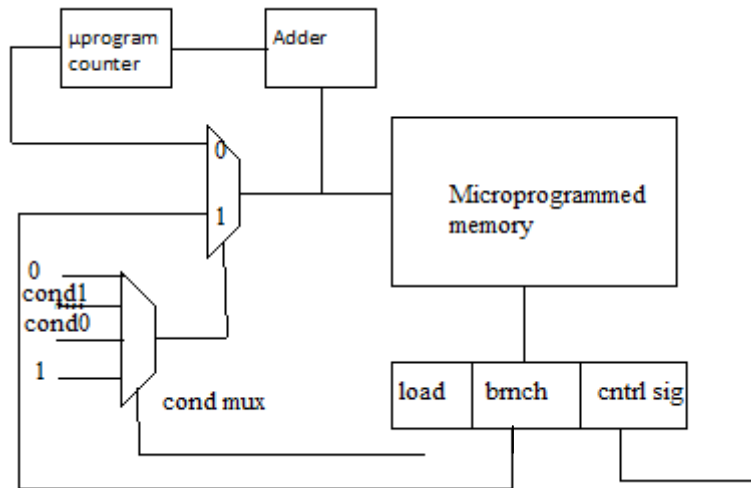 μprogram
counter
Adder
0
1
Microprogrammed
memory
0
cond1
cond0
1
cond mux
load
brnch
cntrl sig